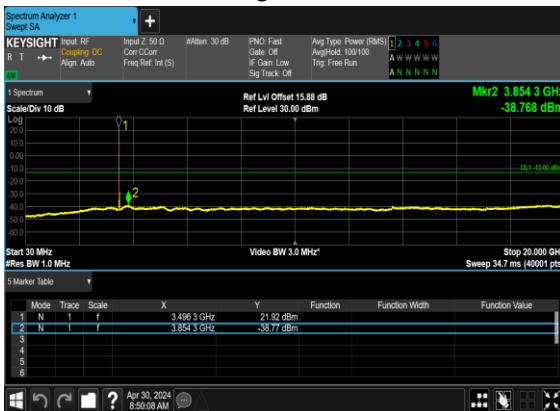 Spectrum Analyzer 1
Swept SA
KEYSIGHT Input: RF Input Z: 50 Ω #Atten: 30 dB PNO: Fast Avg Type: Power (RMS) 1 2 3 4 5 6
R T Coupling: DC Corr CCorr Gate: Off Avg|Hold: 100/100 A W W W W W
Align: Auto Freq Ref: Int (S) IF Gain: Low Trig: Free Run
Sig Track: Off A N N N N N
1 Spectrum Ref Lvl Offset 15.88 dB Mkr2 3.854 3 GHz
Scale/Div 10 dB Ref Level 30.00 dBm -38.768 dBm
Log
20.0
10.0
0.00
-10.0
-20.0
-30.0
-40.0
-50.0
-60.0
1
2
DL1 -13.00 dBm
Start 30 MHz Video BW 3.0 MHz* Stop 20.000 GHz
#Res BW 1.0 MHz Sweep 34.7 ms (40001 pts)
5 Marker Table
Mode Trace Scale X Y Function Function Width Function Value
1 N 1 f 3.496 3 GHz 21.92 dBm
2 N 1 f 3.854 3 GHz -38.77 dBm
3
4
5
6
? Apr 30, 2024
8:50:08 AM